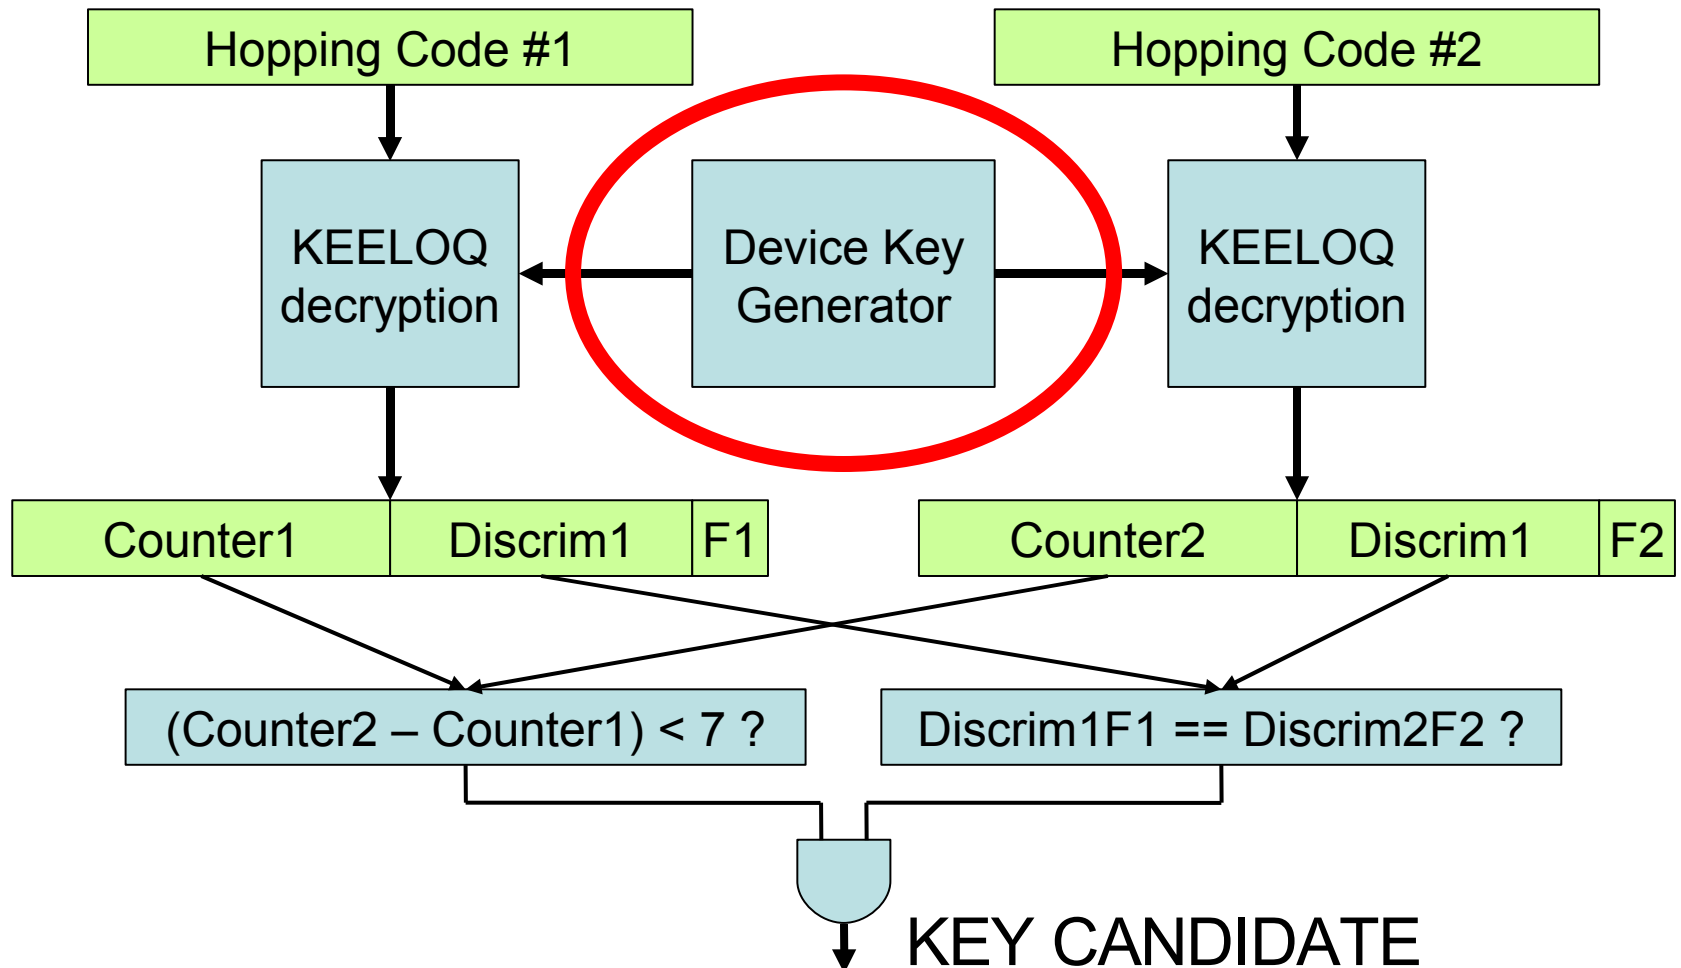 Hopping Code #1
Hopping Code #2
KEELOQ
decryption
Device Key
Generator
KEELOQ
decryption
Counter1
Discrim1
F1
Counter2
Discrim1
F2
(Counter2 – Counter1) < 7 ?
Discrim1F1 == Discrim2F2 ?
KEY CANDIDATE